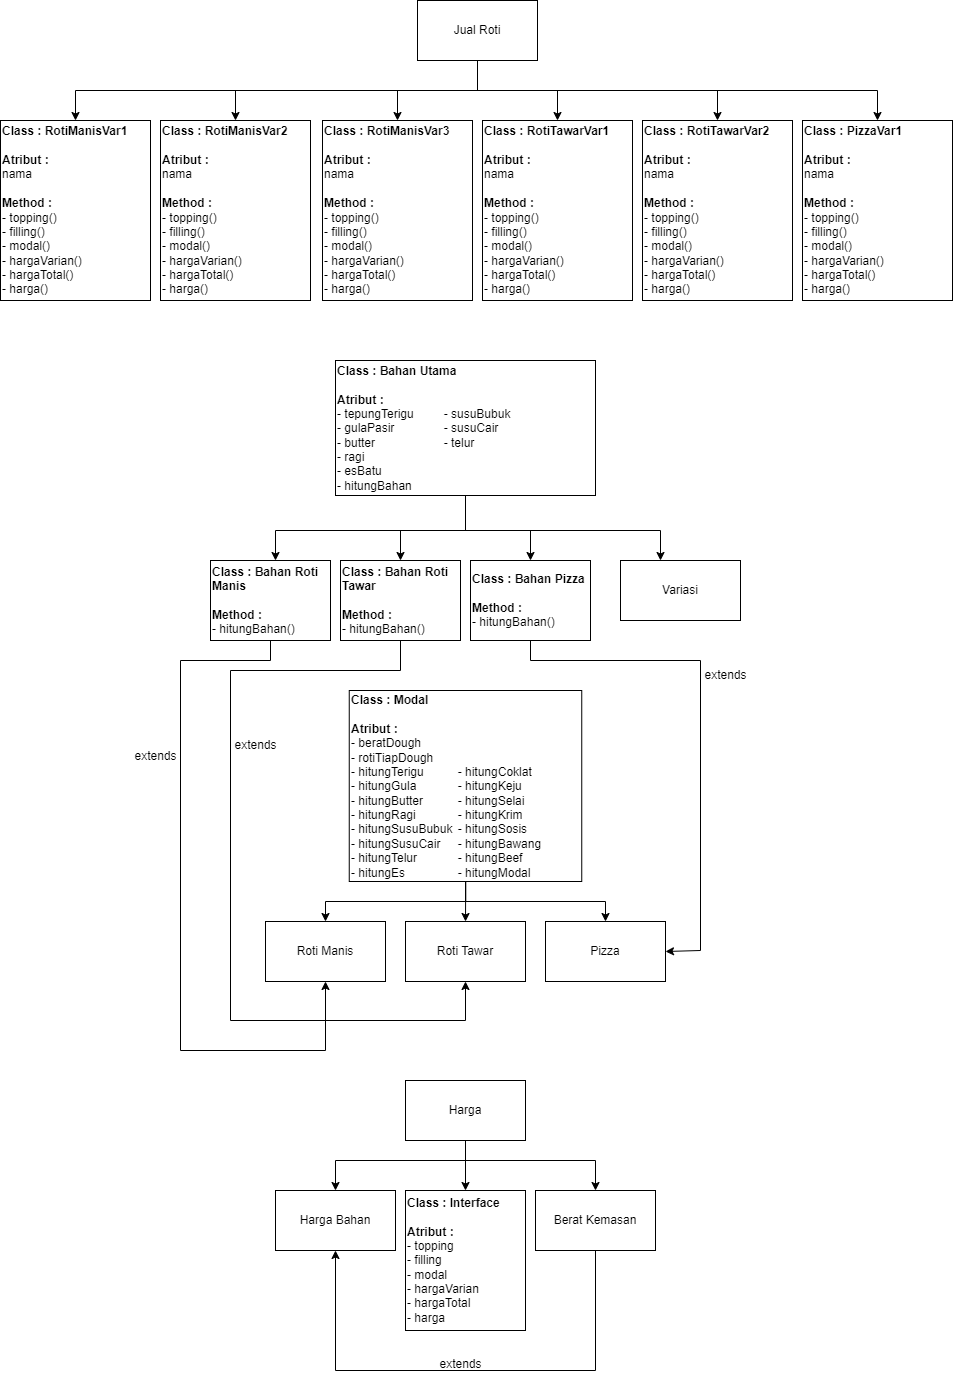 Jual Roti
Class : RotiManisVar1
Atribut :
nama
Method :
- topping()
- filling()
- modal()
- hargaVarian()
- hargaTotal()
- harga()
Class : RotiManisVar2
Atribut :
nama
Method :
- topping()
- filling()
- modal()
- hargaVarian()
- hargaTotal()
- harga()
Class : RotiManisVar3
Atribut :
nama
Method :
- topping()
- filling()
- modal()
- hargaVarian()
- hargaTotal()
- harga()
Class : RotiTawarVar1
Atribut :
nama
Method :
- topping()
- filling()
- modal()
- hargaVarian()
- hargaTotal()
- harga()
Class : RotiTawarVar2
Atribut :
nama
Method :
- topping()
- filling()
- modal()
- hargaVarian()
- hargaTotal()
- harga()
Class : PizzaVar1
Atribut :
nama
Method :
- topping()
- filling()
- modal()
- hargaVarian()
- hargaTotal()
- harga()
Class : Bahan Utama
Atribut :
- tepungTerigu - susuBubuk
- gulaPasir - susuCair
- butter - telur
- ragi
- esBatu
- hitungBahan
Class : Bahan Roti
Manis
Method :
- hitungBahan()
Class : Bahan Roti
Tawar
Method :
- hitungBahan()
Class : Bahan Pizza
Method :
- hitungBahan()
Variasi
extends
extends
extends
Class : Modal
Atribut :
- beratDough
- rotiTiapDough
- hitungTerigu - hitungCoklat
- hitungGula - hitungKeju
- hitungButter - hitungSelai
- hitungRagi - hitungKrim
- hitungSusuBubuk - hitungSosis
- hitungSusuCair - hitungBawang
- hitungTelur - hitungBeef
- hitungEs - hitungModal
Roti Manis
Roti Tawar
Pizza
Harga
Harga Bahan
Class : Interface
Atribut :
- topping
- filling
- modal
- hargaVarian
- hargaTotal
- harga
Berat Kemasan
extends